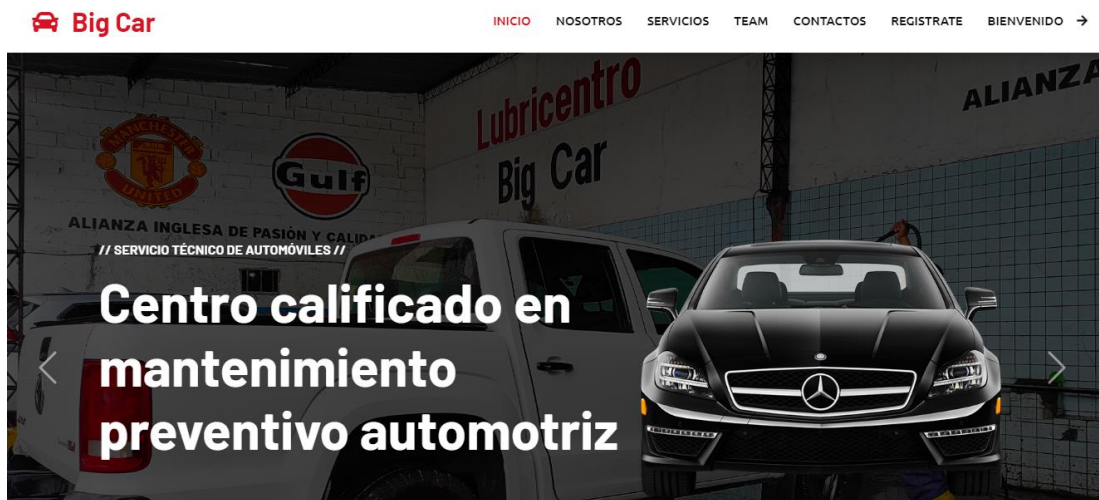 Big Car
INICIO NOSOTROS SERVICIOS TEAM CONTACTOS REGISTRATE BIENVENIDO
Lubricentro
Big Car
ALIANZA
MANCHESTER
UNITED
Gulf
ALIANZA INGLESA DE PASIÓN Y CALIDAD
// SERVICIO TÉCNICO DE AUTOMÓVILES //
Centro calificado en
mantenimiento
preventivo automotriz